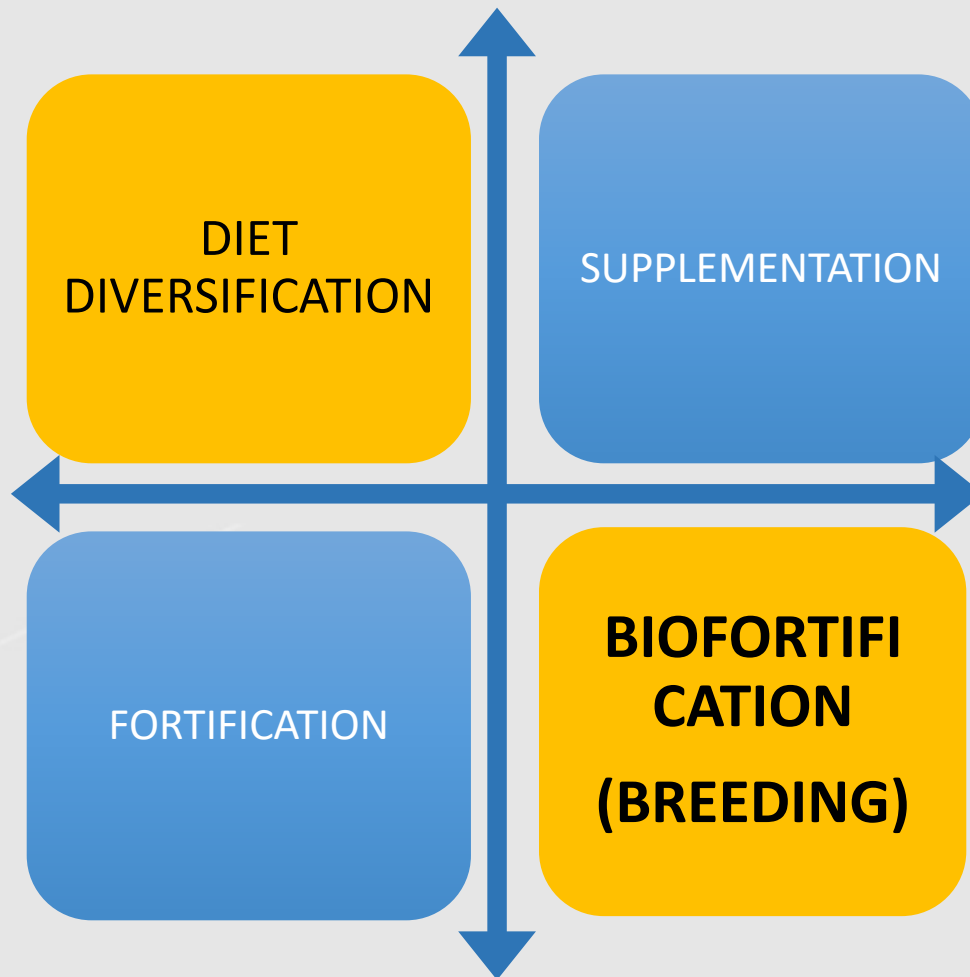 DIET
DIVERSIFICATION
SUPPLEMENTATION
FORTIFICATION
BIOFORTIFI
CATION
(BREEDING)